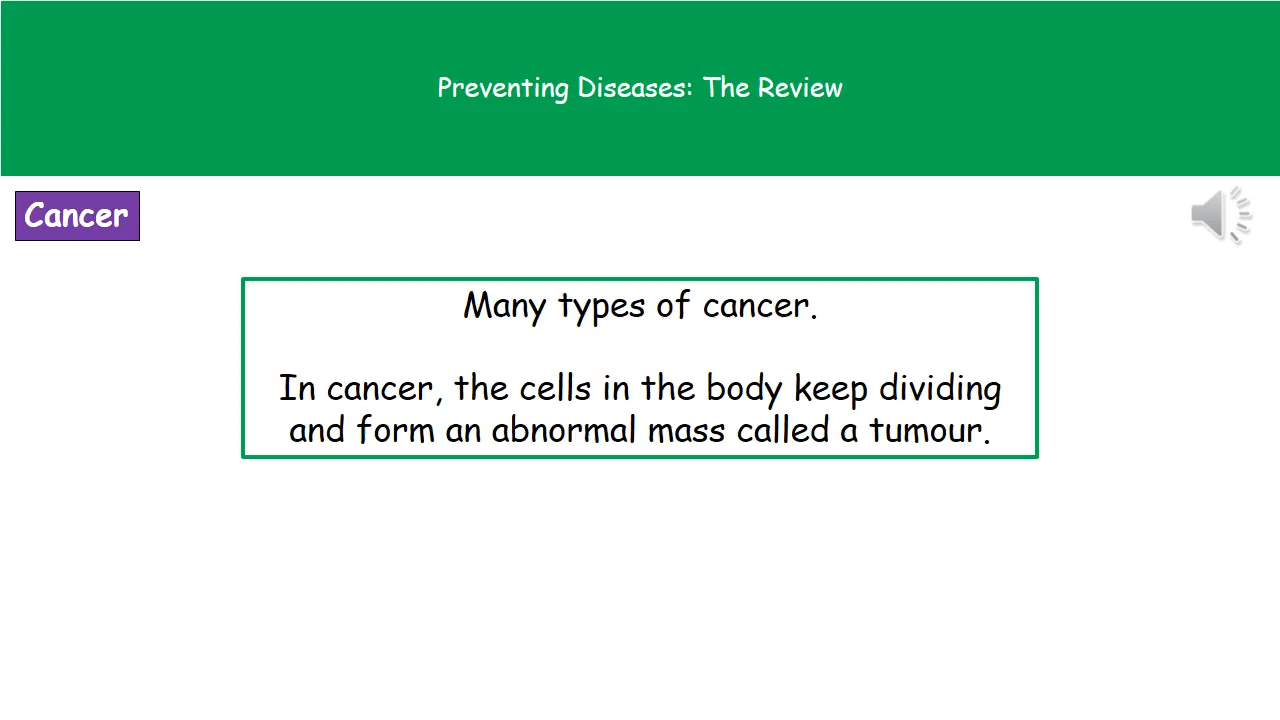 Preventing Diseases: The Review
Cancer
Many types of cancer.
In cancer, the cells in the body keep dividing
and form an abnormal mass called a tumour.